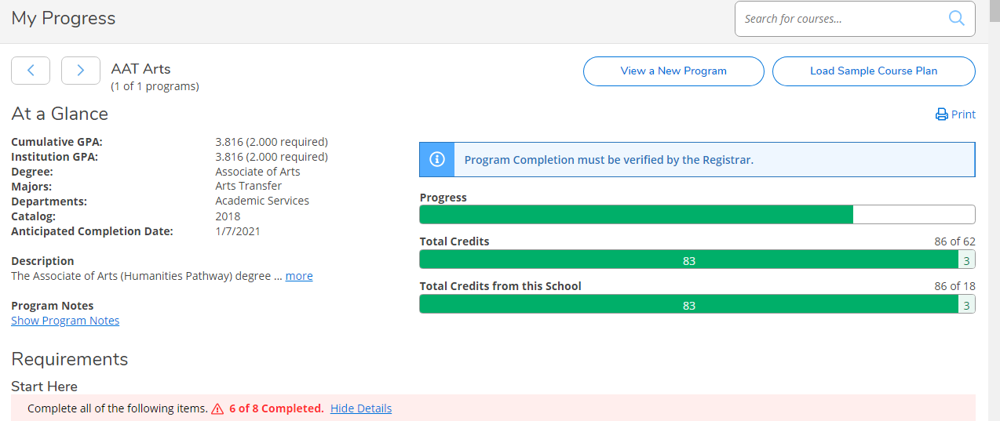 My Progress
Search for courses...
AAT Arts
(1 of 1 programs)
View a New Program
Load Sample Course Plan
At a Glance
Print
Cumulative GPA: 3.816 (2.000 required)
Institution GPA: 3.816 (2.000 required)
Degree: Associate of Arts
Majors: Arts Transfer
Departments: Academic Services
Catalog: 2018
Anticipated Completion Date: 1/7/2021
Description
The Associate of Arts (Humanities Pathway) degree ... more
Program Notes
Show Program Notes
Program Completion must be verified by the Registrar.
Progress
Total Credits 86 of 62
83 3
Total Credits from this School 86 of 18
83 3
Requirements
Start Here
Complete all of the following items. 6 of 8 Completed. Hide Details